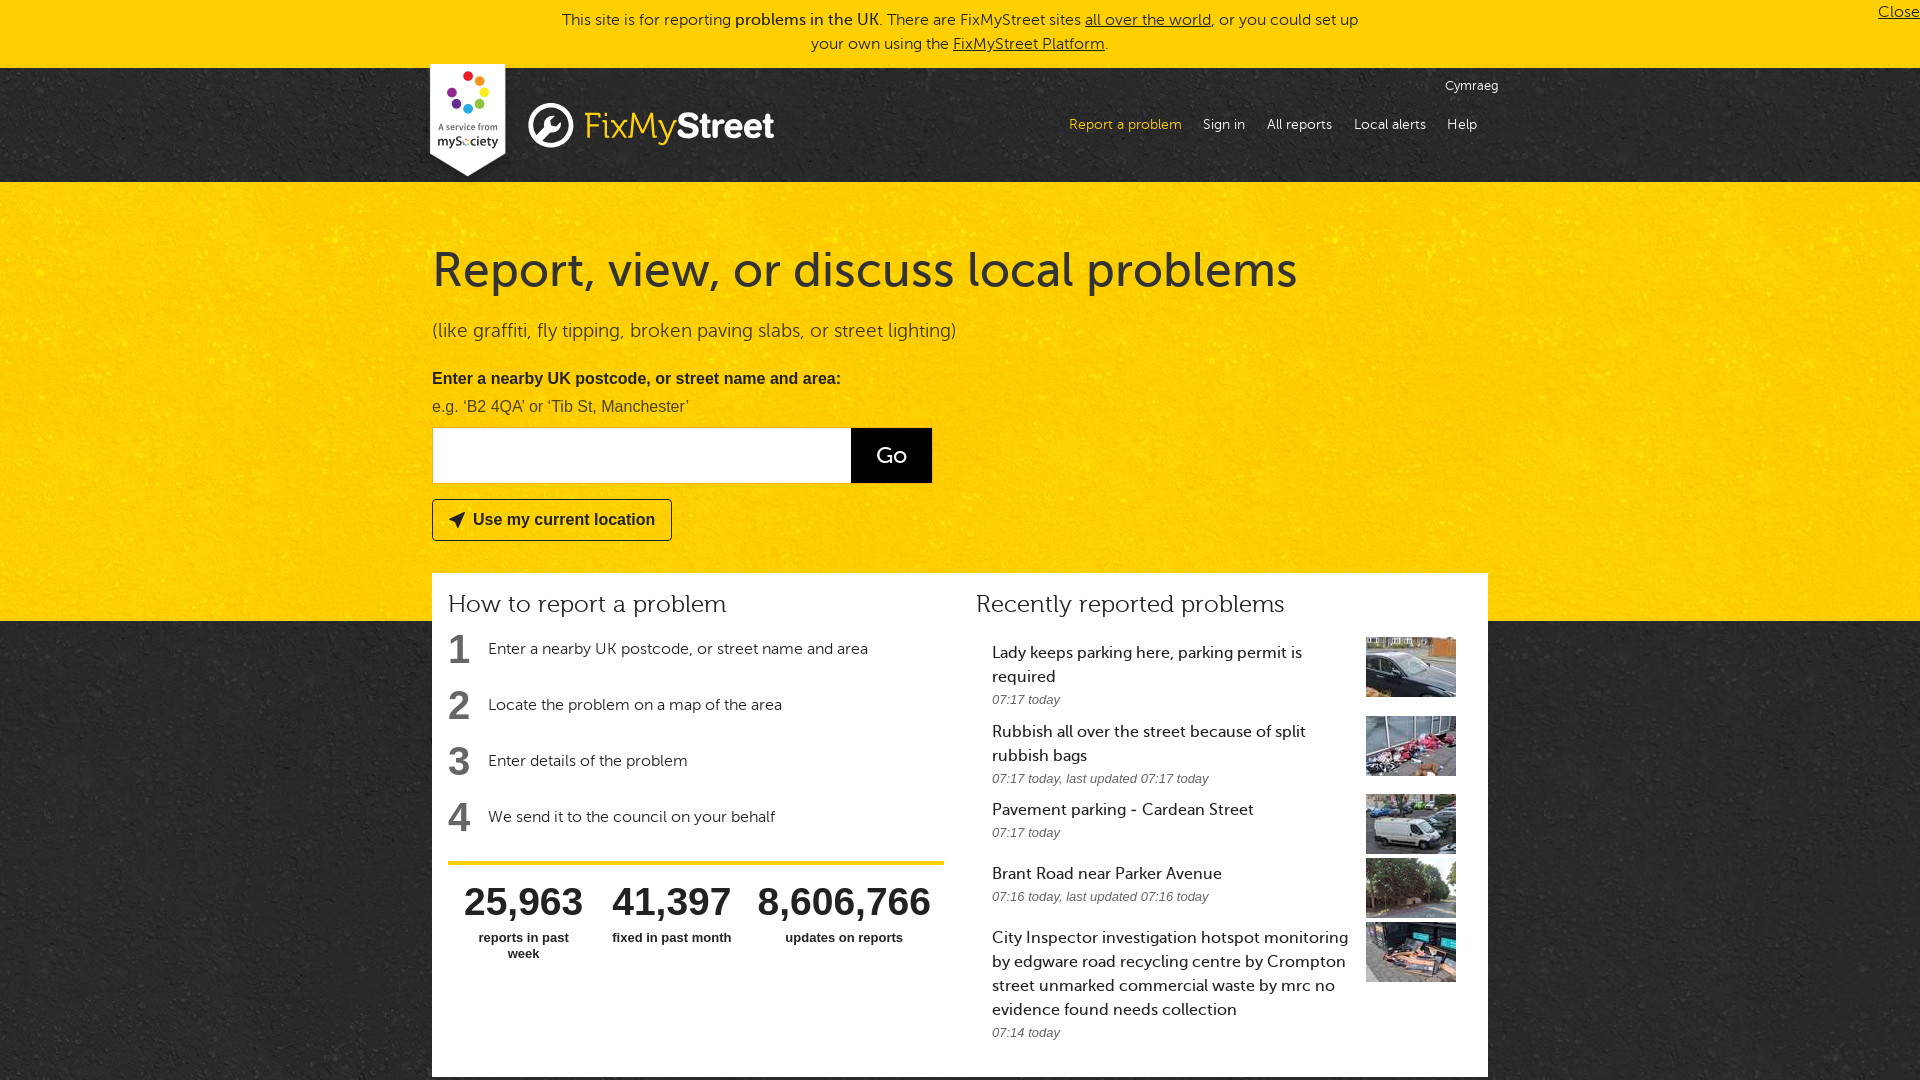 This site is for reporting problems in the UK. There are FixMyStreet sites all over the world, or you could set up
your own using the FixMyStreet Platform.
Close
Cymraeg
A service from
mySociety
FixMyStreet
Report a problem
Sign in
All reports
Local alerts
Help
Report, view, or discuss local problems
(like graffiti, fly tipping, broken paving slabs, or street lighting)
Enter a nearby UK postcode, or street name and area:
e.g. ‘B2 4QA’ or ‘Tib St, Manchester’
Go
Use my current location
How to report a problem
1 Enter a nearby UK postcode, or street name and area
2 Locate the problem on a map of the area
3 Enter details of the problem
4 We send it to the council on your behalf
25,963
reports in past
week
41,397
fixed in past month
8,606,766
updates on reports
Recently reported problems
Lady keeps parking here, parking permit is
required
07:17 today
Rubbish all over the street because of split
rubbish bags
07:17 today, last updated 07:17 today
Pavement parking - Cardean Street
07:17 today
Brant Road near Parker Avenue
07:16 today, last updated 07:16 today
City Inspector investigation hotspot monitoring
by edgware road recycling centre by Crompton
street unmarked commercial waste by mrc no
evidence found needs collection
07:14 today